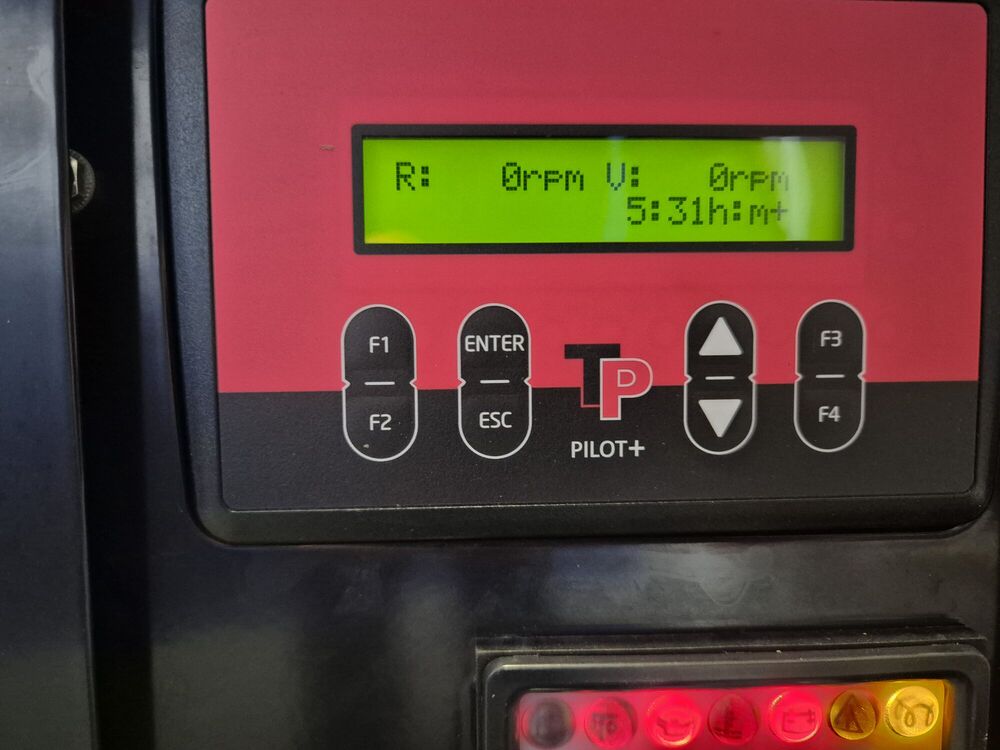 R: 0rpm V: 0rpm
5:31h:m+
F1
F2
ENTER
ESC
TP
PILOT+
F3
F4